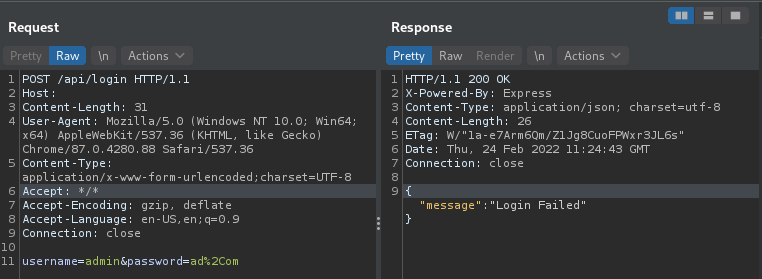 Request
Pretty Raw \n Actions
1 POST /api/login HTTP/1.1
2 Host:
3 Content-Length: 31
4 User-Agent: Mozilla/5.0 (Windows NT 10.0; Win64;
x64) AppleWebKit/537.36 (KHTML, like Gecko)
Chrome/87.0.4280.88 Safari/537.36
5 Content-Type:
application/x-www-form-urlencoded;charset=UTF-8
6 Accept: */*
7 Accept-Encoding: gzip, deflate
8 Accept-Language: en-US,en;q=0.9
9 Connection: close
10
11 username=admin&password=ad%2Com
Response
Pretty Raw Render \n Actions
1 HTTP/1.1 200 OK
2 X-Powered-By: Express
3 Content-Type: application/json; charset=utf-8
4 Content-Length: 26
5 ETag: W/"1a-e7Arm6Qm/Z1Jg8CuoFPWxr3JL6s"
6 Date: Thu, 24 Feb 2022 11:24:43 GMT
7 Connection: close
8
9 {
"message":"Login Failed"
}